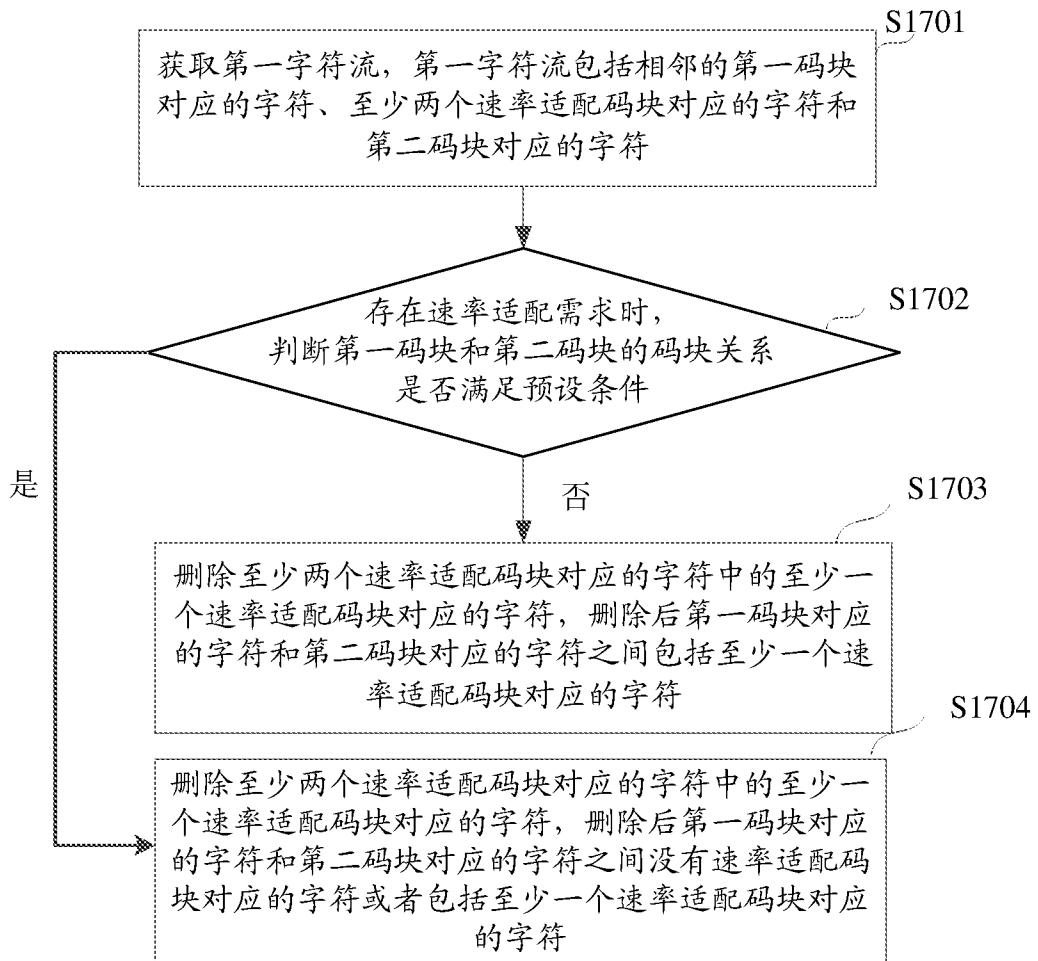 S1701
获取第一字符流，第一字符流包括相邻的第一码块
对应的字符、至少两个速率适配码块对应的字符和
第二码块对应的字符
S1702
存在速率适配需求时，
判断第一码块和第二码块的码块关系
是否满足预设条件
是
否
S1703
删除至少两个速率适配码块对应的字符中的至少一
个速率适配码块对应的字符，删除后第一码块对应
的字符和第二码块对应的字符之间包括至少一个速
率适配码块对应的字符
S1704
删除至少两个速率适配码块对应的字符中的至少一
个速率适配码块对应的字符，删除后第一码块对应
的字符和第二码块对应的字符之间没有速率适配码
块对应的字符或者包括至少一个速率适配码块对应
的字符